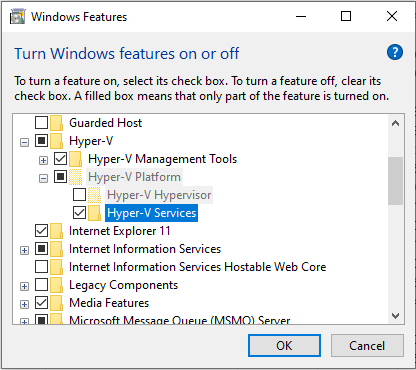 Windows Features
Turn Windows features on or off
?
To turn a feature on, select its check box. To turn a feature off, clear its
check box. A filled box means that only part of the feature is turned on.
Guarded Host
Hyper-V
Hyper-V Management Tools
Hyper-V Platform
Hyper-V Hypervisor
Hyper-V Services
Internet Explorer 11
Internet Information Services
Internet Information Services Hostable Web Core
Legacy Components
Media Features
Microsoft Message Queue (MSMQ) Server
OK Cancel